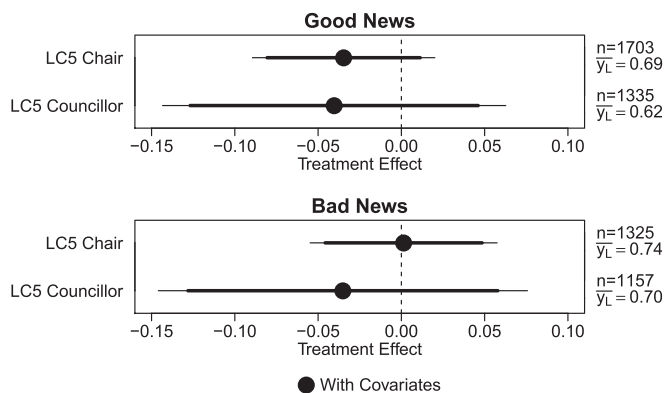 Good News
LC5 Chair
n=1703
y̅L = 0.69
LC5 Councillor
n=1335
y̅L = 0.62
−0.15 −0.10 −0.05 0.00 0.05 0.10
Treatment Effect
Bad News
LC5 Chair
n=1325
y̅L = 0.74
LC5 Councillor
n=1157
y̅L = 0.70
−0.15 −0.10 −0.05 0.00 0.05 0.10
Treatment Effect
With Covariates